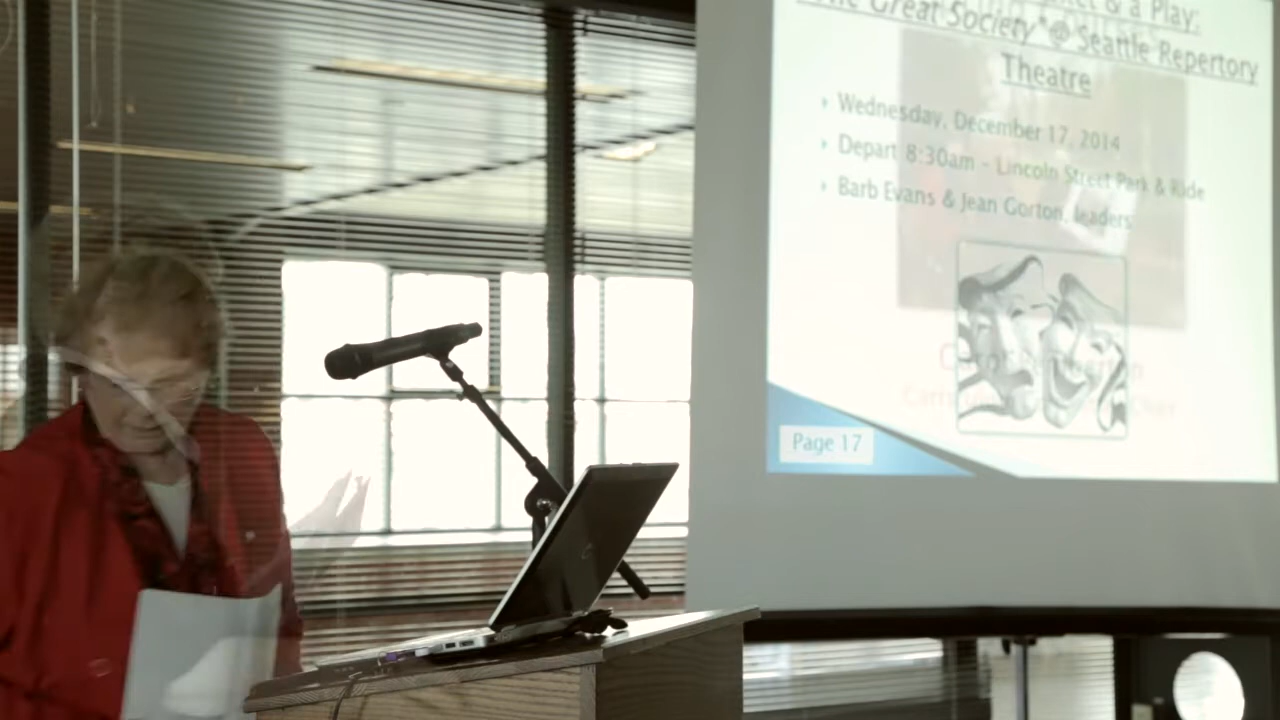 & a Play:
The Great Society"@ Seattle Repertory
Theatre
Wednesday, December 17, 2014
Depart 8:30am - Lincoln Street Park & Ride
Barb Evans & Jean Gorton, leaders
Page 17